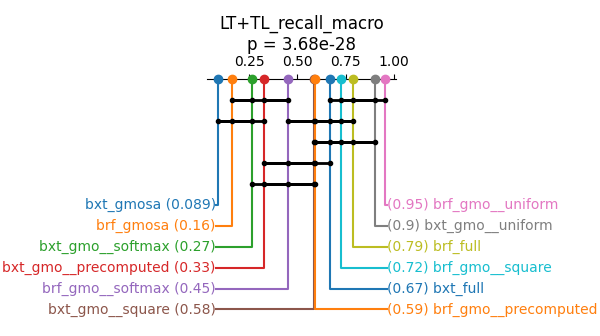 LT+TL_recall_macro
p = 3.68e-28
0.25 0.50 0.75 1.00
bxt_gmosa (0.089) (0.95) brf_gmo__uniform
brf_gmosa (0.16) (0.9) bxt_gmo__uniform
bxt_gmo__softmax (0.27) (0.79) brf_full
bxt_gmo__precomputed (0.33) (0.72) brf_gmo__square
brf_gmo__softmax (0.45) (0.67) bxt_full
bxt_gmo__square (0.58) (0.59) brf_gmo__precomputed